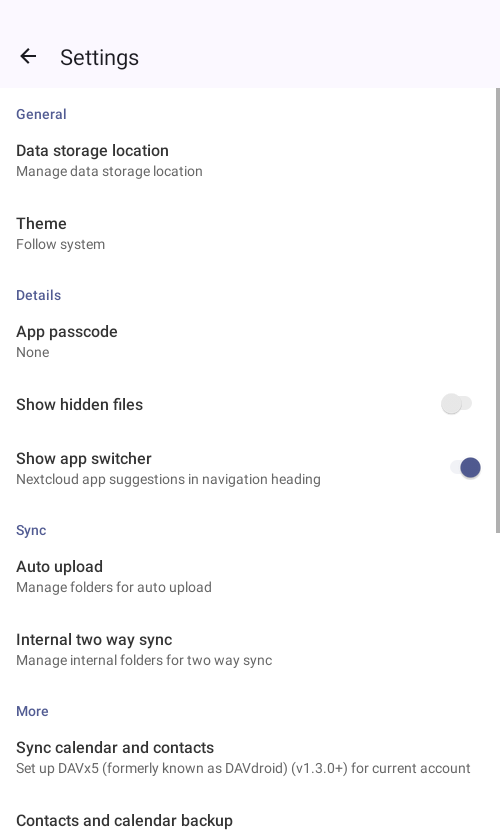 Settings
General
Data storage location
Manage data storage location
Theme
Follow system
Details
App passcode
None
Show hidden files
Show app switcher
Nextcloud app suggestions in navigation heading
Sync
Auto upload
Manage folders for auto upload
Internal two way sync
Manage internal folders for two way sync
More
Sync calendar and contacts
Set up DAVx5 (formerly known as DAVdroid) (v1.3.0+) for current account
Contacts and calendar backup